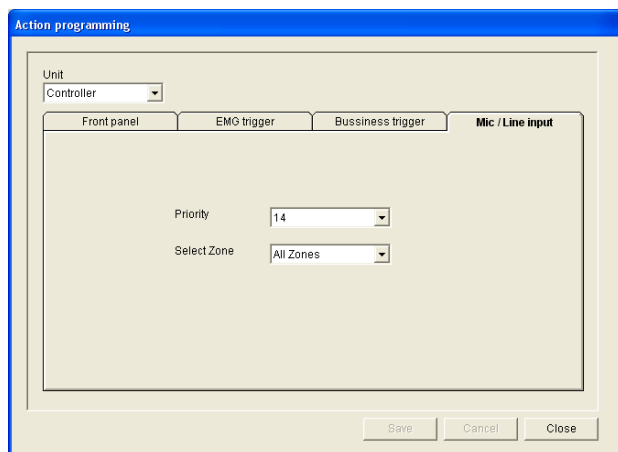 Action programming
Unit
Controller
Front panel EMG trigger Bussiness trigger Mic / Line input
Priority 14
Select Zone All Zones
Save Cancel Close